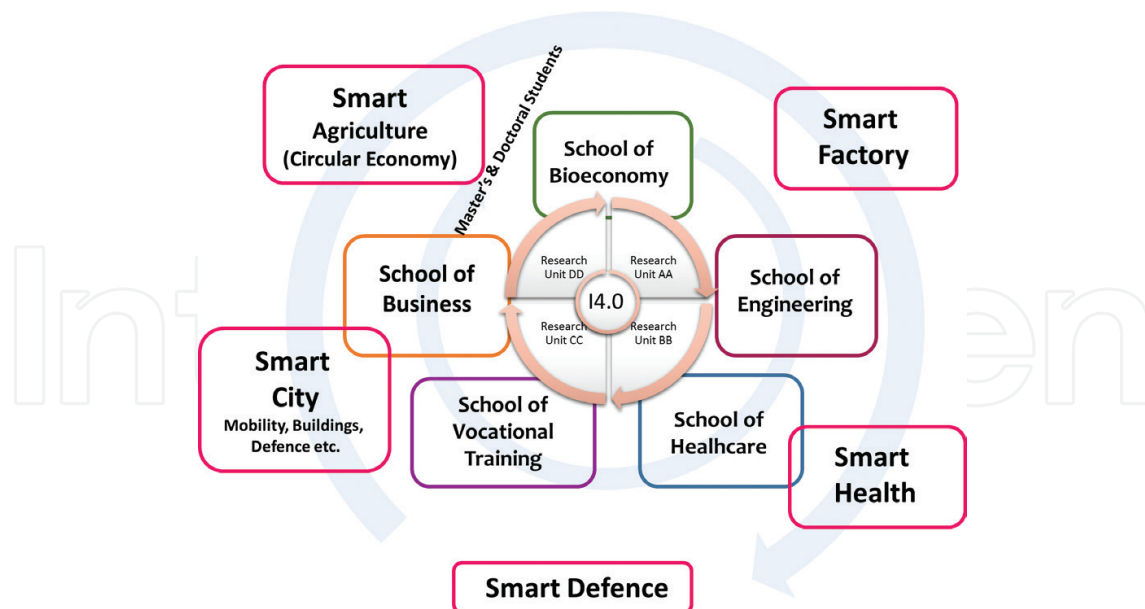 Smart
Agriculture
(Circular Economy)
Master's & Doctoral Students
School of
Bioeconomy
Smart
Factory
School of
Business
Research
Unit DD
Research
Unit AA
School of
Engineering
I4.0
Research
Unit CC
Research
Unit BB
Smart
City
Mobility, Buildings,
Defence etc.
School of
Vocational
Training
School of
Healhcare
Smart
Health
Smart Defence